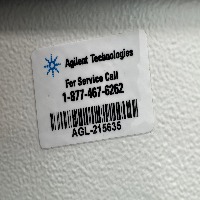 Agilent Technologies
For Service Call
1-877-467-6262
AGL-215635